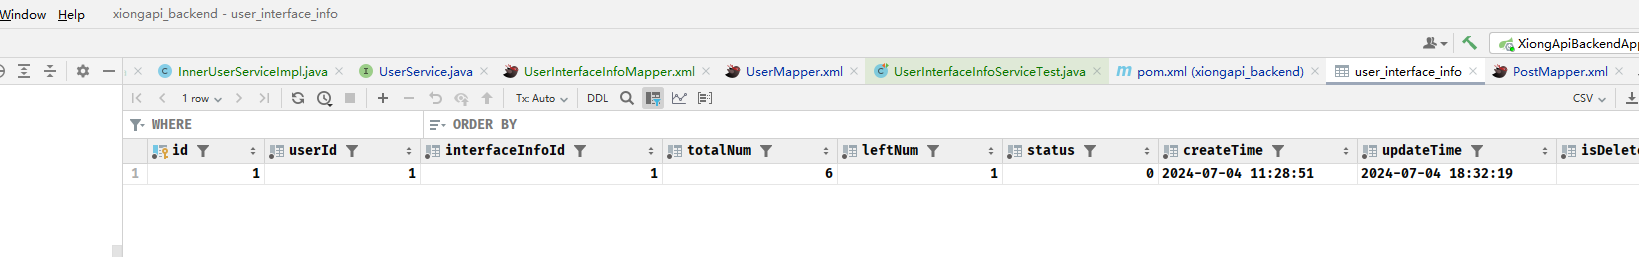 Window Help xiongapi_backend - user_interface_info
XiongApiBackendApp
InnerUserServiceImpl.java UserService.java UserInterfaceInfoMapper.xml UserMapper.xml UserInterfaceInfoServiceTest.java pom.xml (xiongapi_backend) user_interface_info PostMapper.xml
1 row Tx: Auto DDL CSV
WHERE ORDER BY
id userId interfaceInfoId totalNum leftNum status createTime updateTime isDelete
1 1 1 1 6 1 0 2024-07-04 11:28:51 2024-07-04 18:32:19